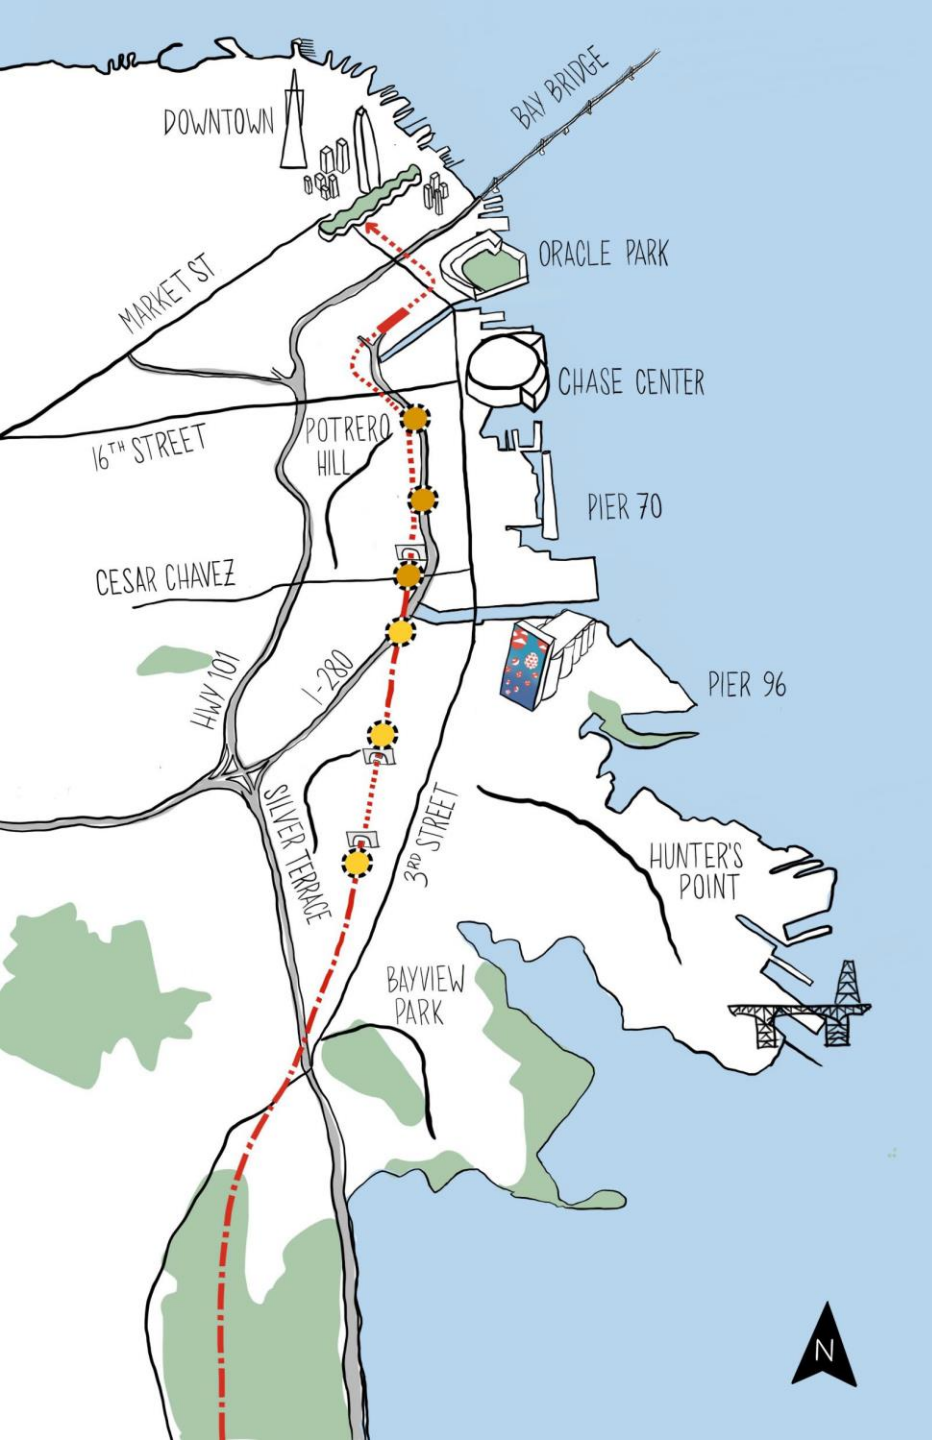 DOWNTOWN
BAY BRIDGE
ORACLE PARK
MARKET ST
CHASE CENTER
16TH STREET
POTRERO
HILL
PIER 70
CESAR CHAVEZ
HWY 101
I-280
PIER 96
SILVER TERRACE
3RD STREET
HUNTER'S
POINT
BAYVIEW
PARK
N